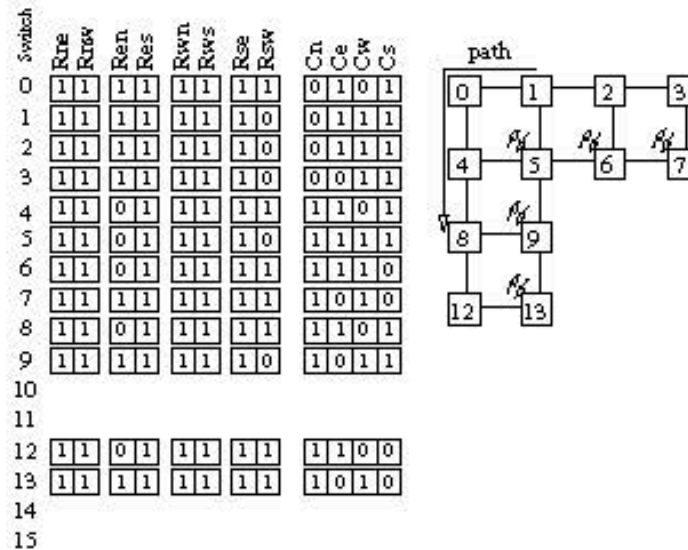 Switch Rne Rnw Ren Res Rwn Rws Rse Rsw Cn Ce Cw Cs
0 1 1 1 1 1 1 1 1 0 1 0 1
1 1 1 1 1 1 1 1 0 0 1 1 1
2 1 1 1 1 1 1 1 0 0 1 1 1
3 1 1 1 1 1 1 1 0 0 0 1 1
4 1 1 0 1 1 1 1 1 1 1 0 1
5 1 1 0 1 1 1 1 0 1 1 1 1
6 1 1 0 1 1 1 1 1 1 1 1 0
7 1 1 1 1 1 1 1 1 1 0 1 0
8 1 1 0 1 1 1 1 1 1 1 0 1
9 1 1 1 1 1 1 1 0 1 0 1 1
10
11
12 1 1 0 1 1 1 1 1 1 1 0 0
13 1 1 1 1 1 1 1 1 1 0 1 0
14
15
path
0 1 2 3
4 5 6 7
8 9
12 13